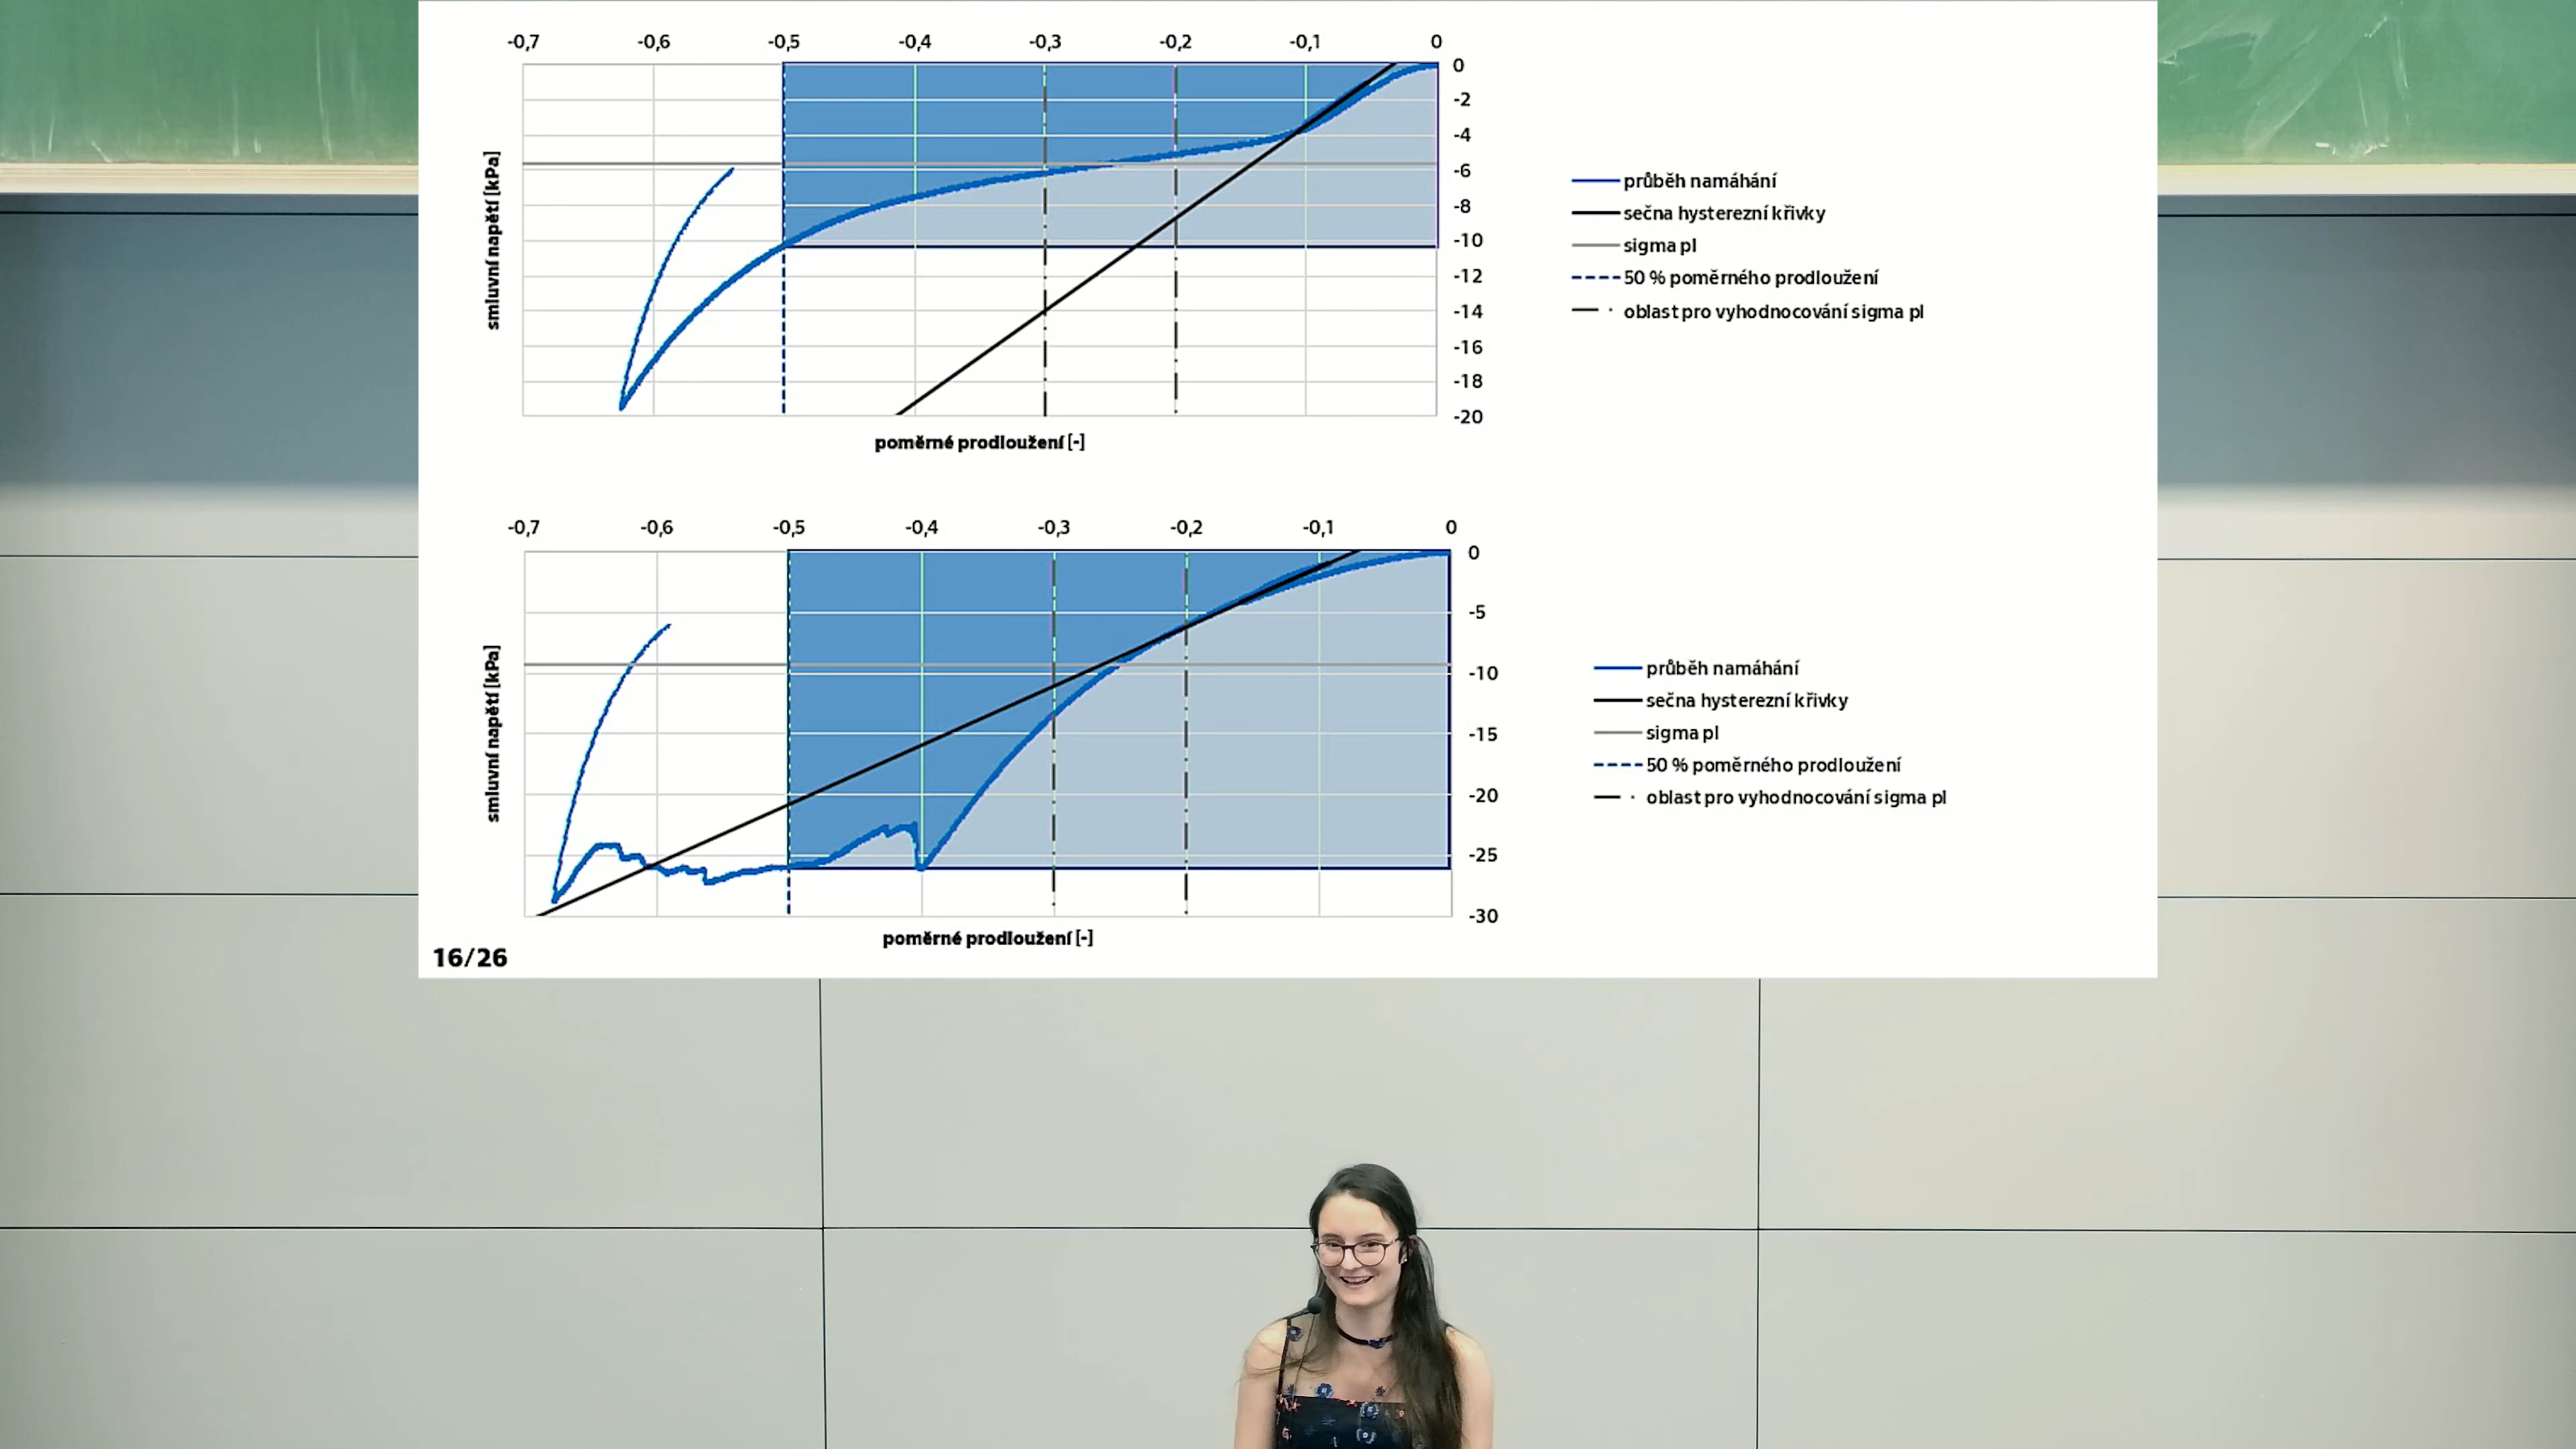 -0,7 -0,6 -0,5 -0,4 -0,3 -0,2 -0,1 0
0
-2
-4
-6
-8
-10
-12
-14
-16
-18
-20
smluvní napětí [kPa]
poměrné prodloužení [-]
průběh namáhání
sečna hysterezní křivky
sigma pl
50 % poměrného prodloužení
oblast pro vyhodnocování sigma pl
-0,7 -0,6 -0,5 -0,4 -0,3 -0,2 -0,1 0
0
-5
-10
-15
-20
-25
-30
smluvní napětí [kPa]
poměrné prodloužení [-]
průběh namáhání
sečna hysterezní křivky
sigma pl
50 % poměrného prodloužení
oblast pro vyhodnocování sigma pl
16/26